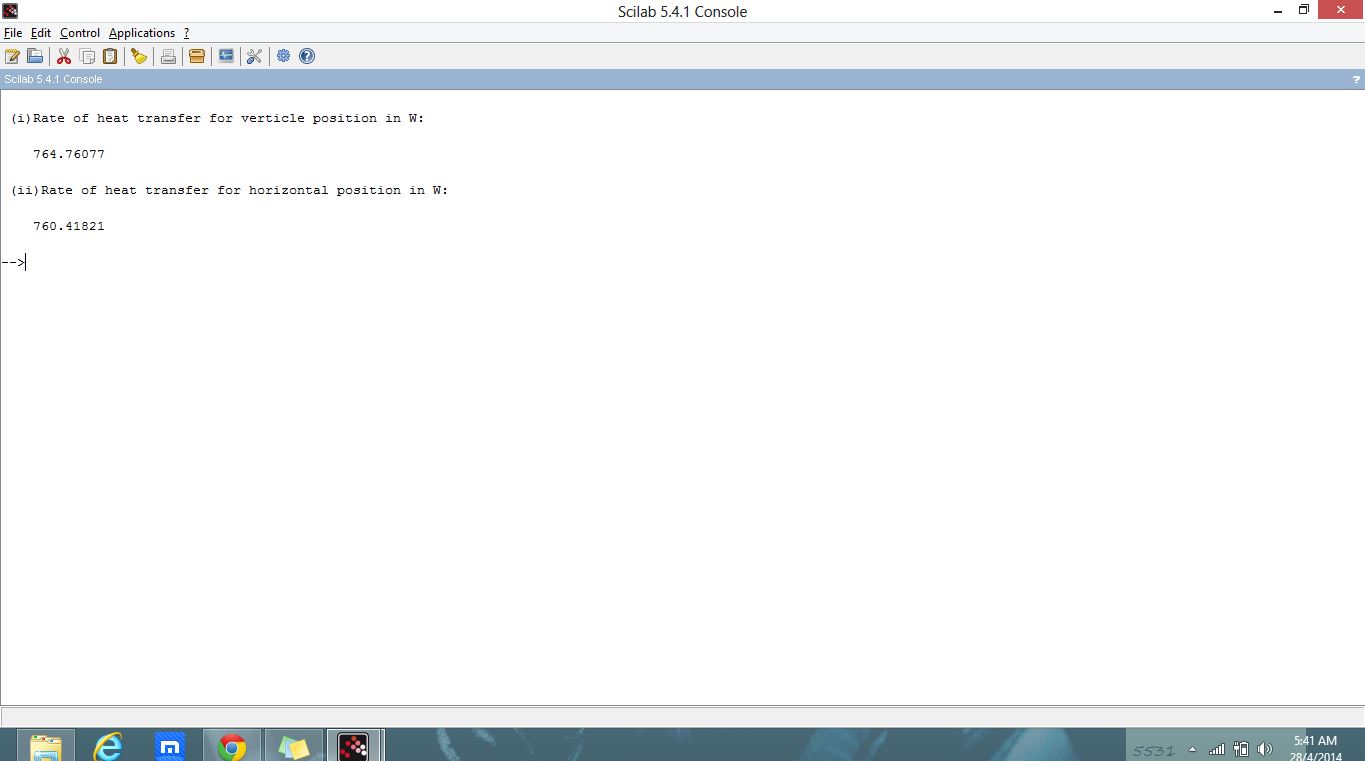 Scilab 5.4.1 Console
File Edit Control Applications ?
Scilab 5.4.1 Console ?
(i)Rate of heat transfer for verticle position in W:
764.76077
(ii)Rate of heat transfer for horizontal position in W:
760.41821
-->
5531
5:41 AM
28/4/2014